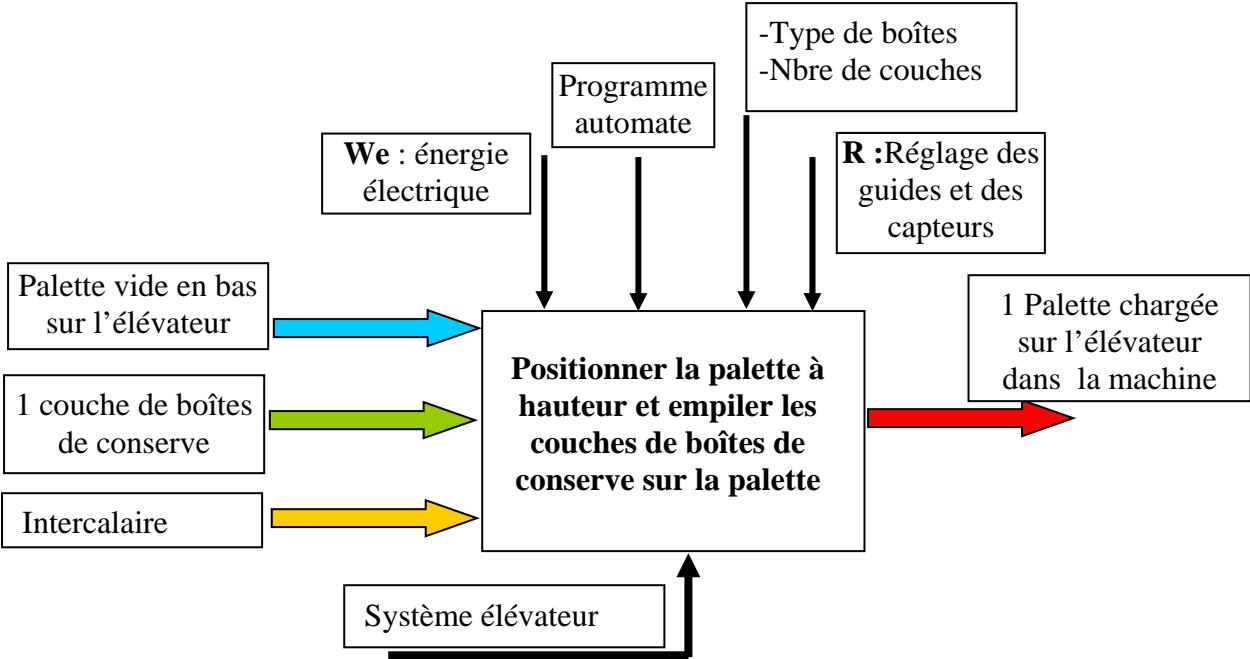 -Type de boîtes
-Nbre de couches
Programme
automate
We : énergie
électrique
R :Réglage des
guides et des
capteurs
Palette vide en bas
sur l’élévateur
1 couche de boîtes
de conserve
Intercalaire
Positionner la palette à
hauteur et empiler les
couches de boîtes de
conserve sur la palette
1 Palette chargée
sur l’élévateur
dans la machine
Système élévateur